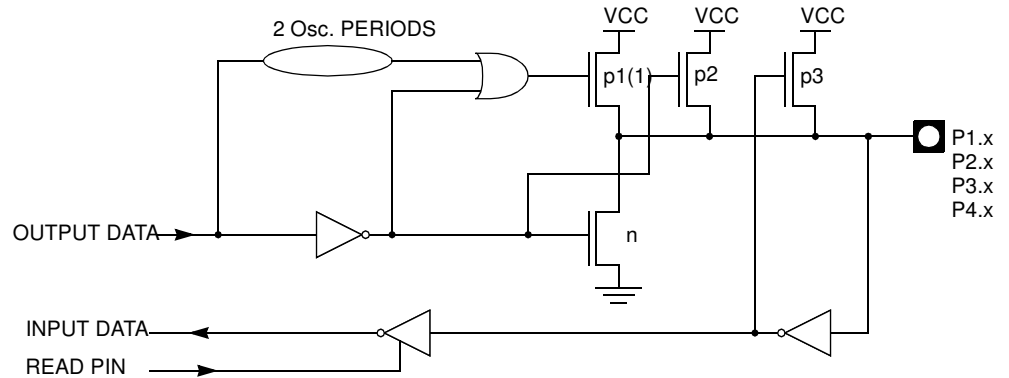 VCC
VCC
VCC
2 Osc. PERIODS
p1(1)
p2
p3
P1.x
P2.x
P3.x
P4.x
OUTPUT DATA
n
INPUT DATA
READ PIN